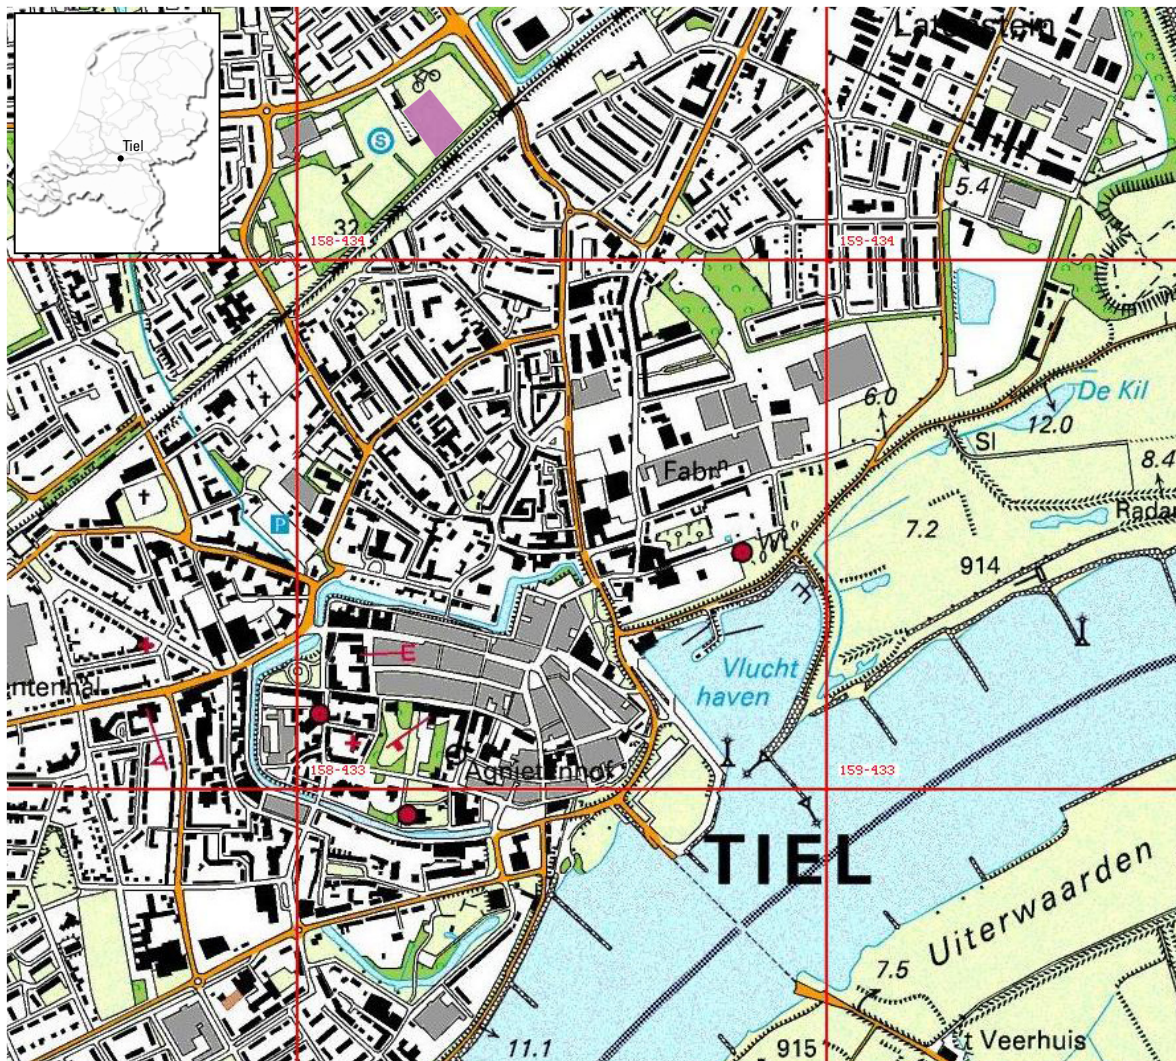 Latenstein
Tiel
S
5.4
32
158-434
159-434
De Kil
6.0
12.0
Sl
8.4
Fabrⁿ
Radar
7.2
P
914
E
Vlucht
haven
Agnietenhof
158-433
159-433
TIEL
Uiterwaarden
7.5
't Veerhuis
11.1
915